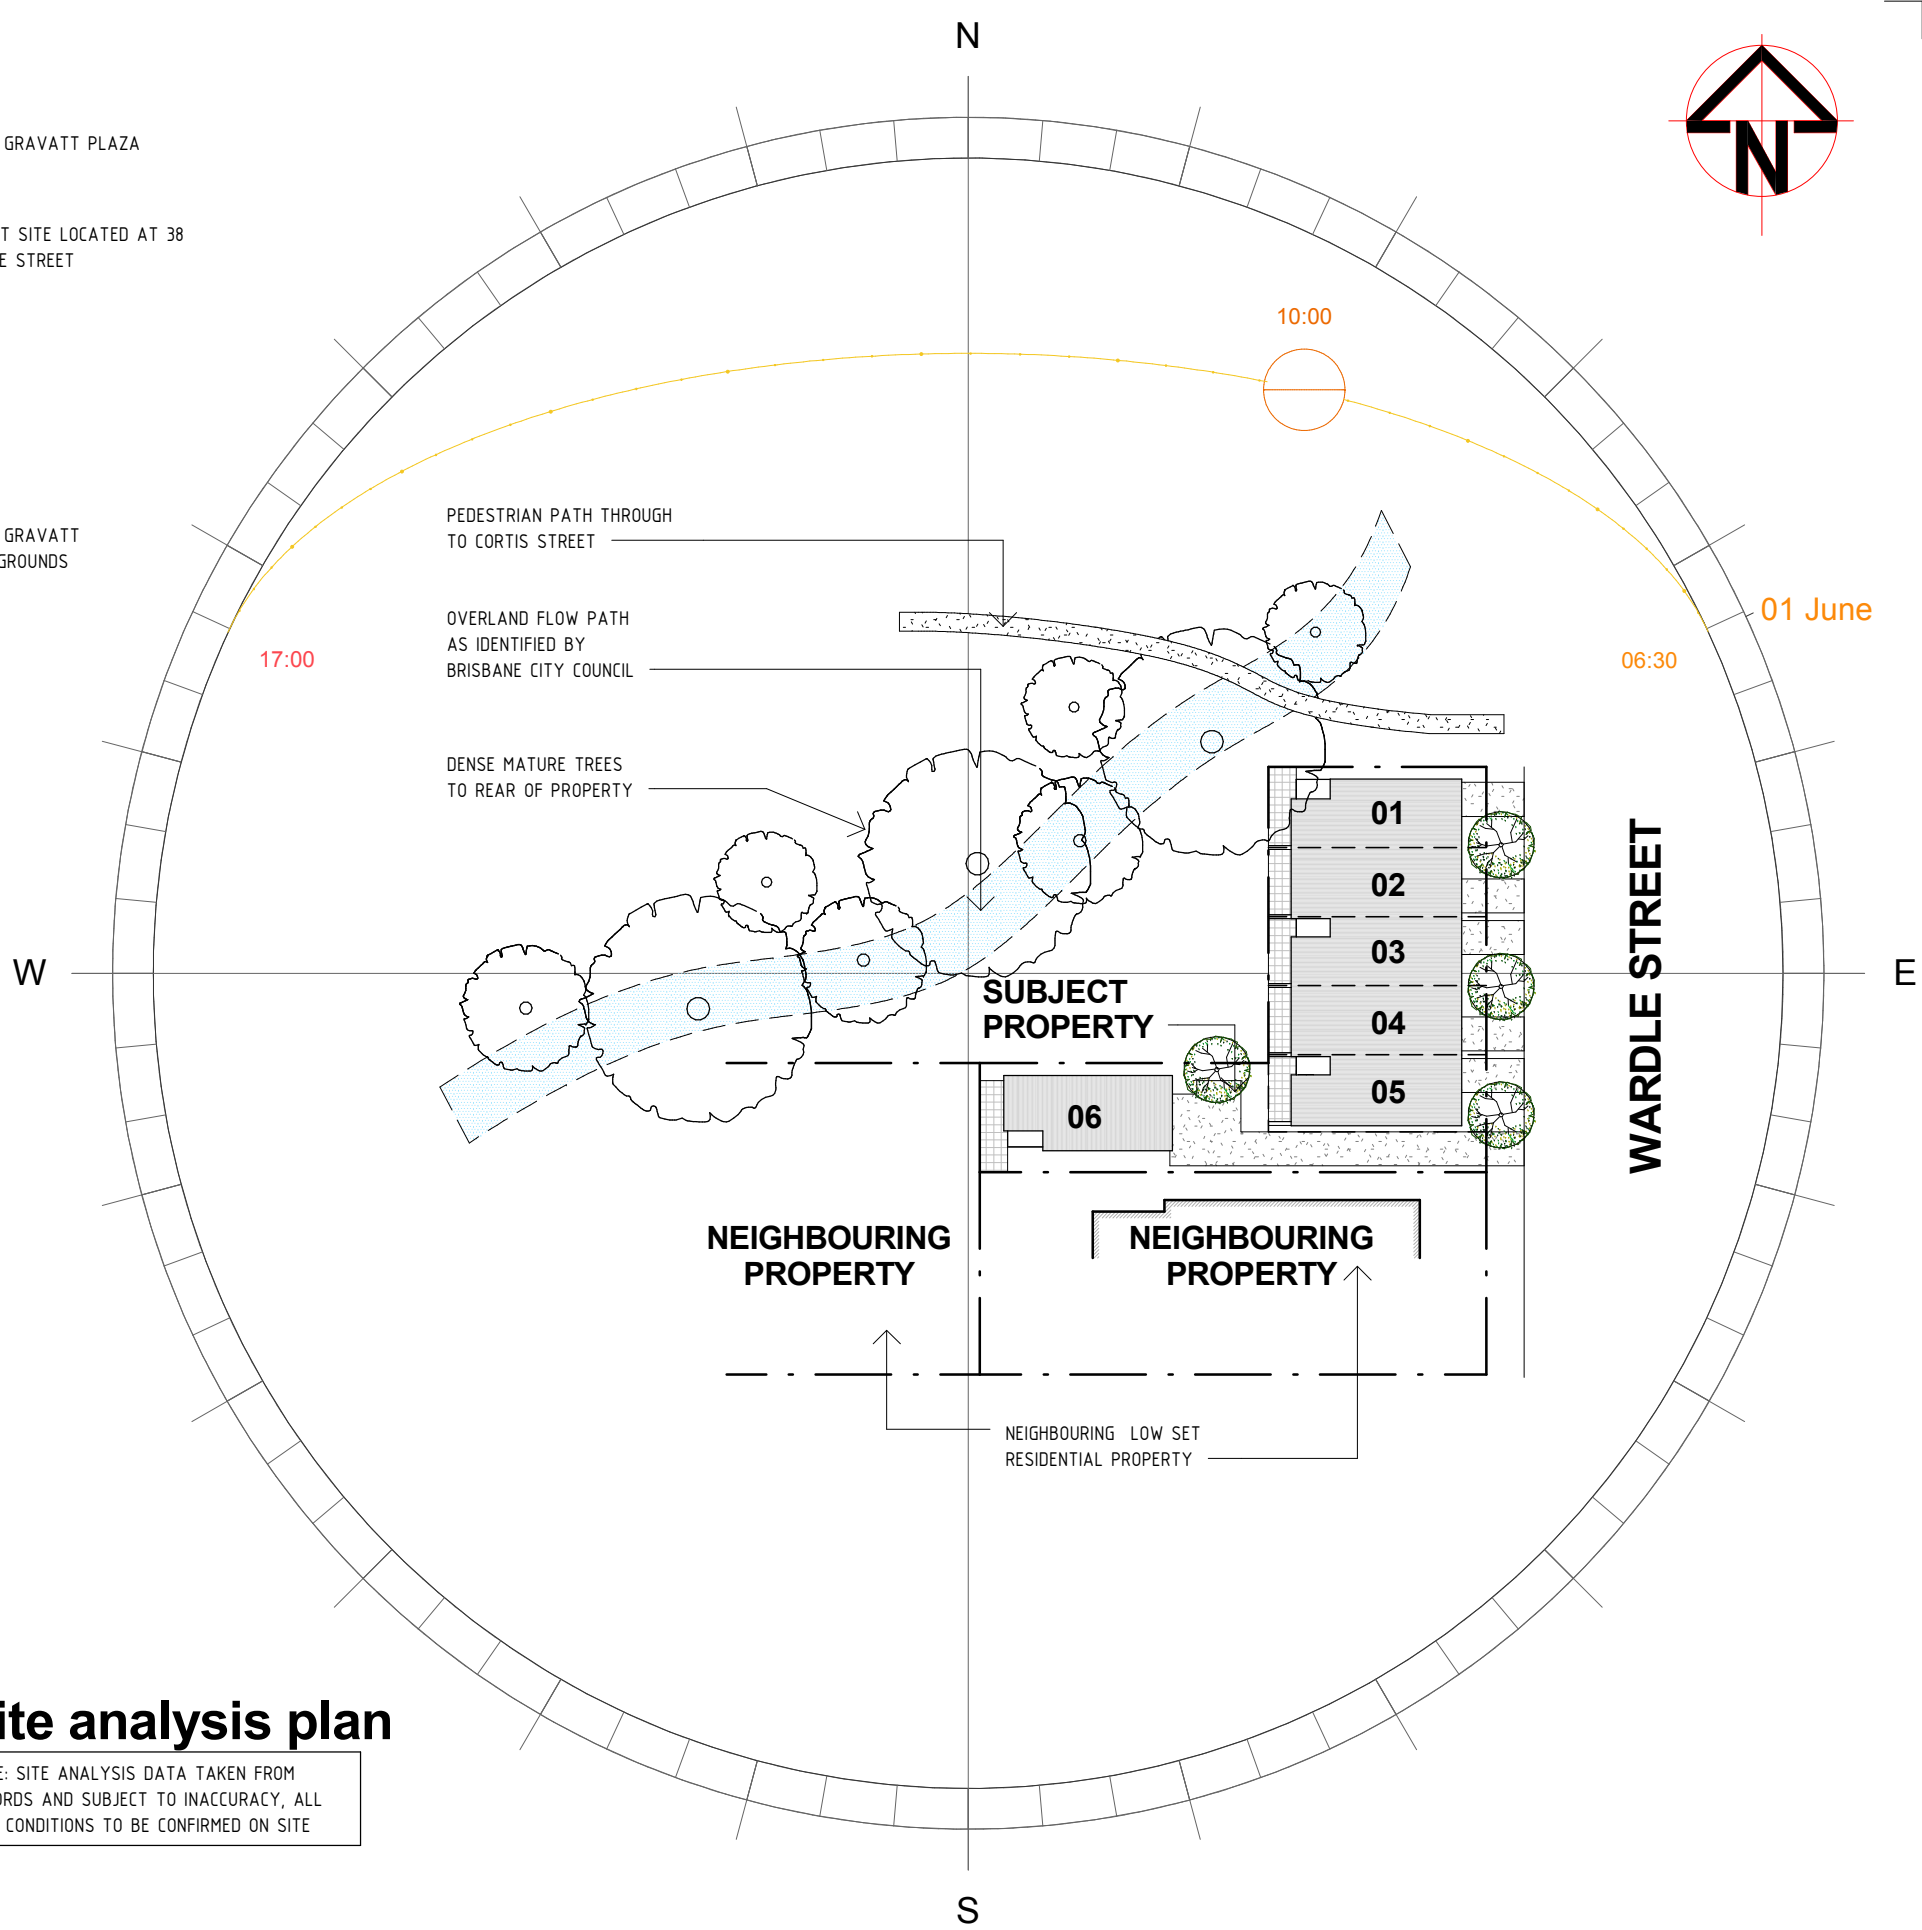 N
N
GRAVATT PLAZA
T SITE LOCATED AT 38
E STREET
10:00
GRAVATT
GROUNDS
PEDESTRIAN PATH THROUGH
TO CORTIS STREET
01 June
17:00
06:30
OVERLAND FLOW PATH
AS IDENTIFIED BY
BRISBANE CITY COUNCIL
DENSE MATURE TREES
TO REAR OF PROPERTY
01
02
03
04
05
06
WARDLE STREET
W
E
SUBJECT
PROPERTY
NEIGHBOURING
PROPERTY
NEIGHBOURING
PROPERTY
NEIGHBOURING LOW SET
RESIDENTIAL PROPERTY
ite analysis plan
E: SITE ANALYSIS DATA TAKEN FROM
ORDS AND SUBJECT TO INACCURACY, ALL
CONDITIONS TO BE CONFIRMED ON SITE
S